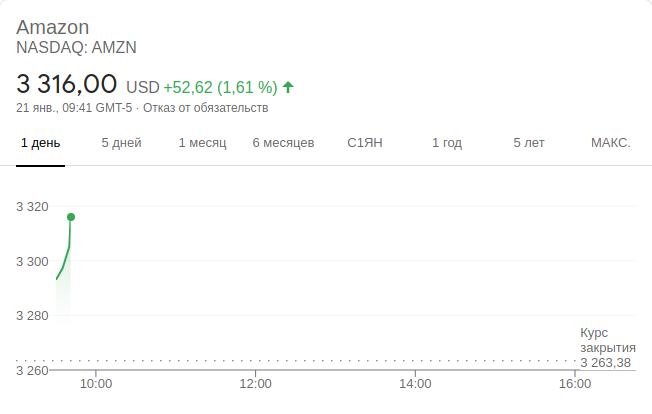 Amazon
NASDAQ: AMZN
3 316,00 USD +52,62 (1,61 %)
21 янв., 09:41 GMT-5 · Отказ от обязательств
1 день 5 дней 1 месяц 6 месяцев С1ЯН 1 год 5 лет МАКС.
3 320
3 300
3 280
Курс
закрытия
3 263,38
3 260
10:00 12:00 14:00 16:00